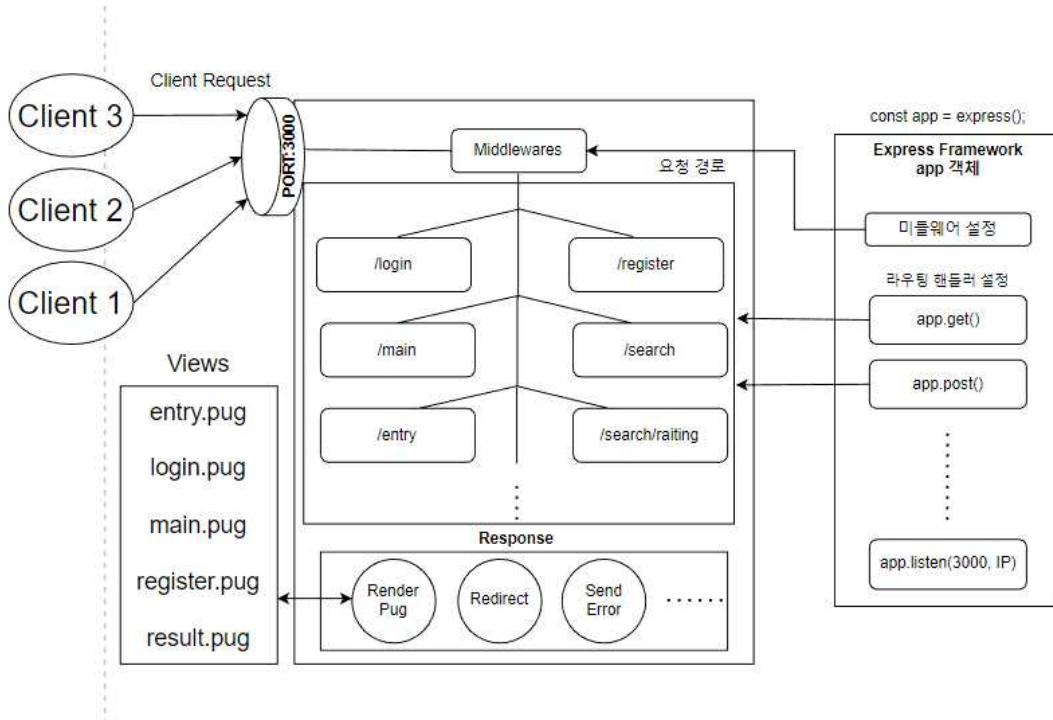 Client Request
Client 3
Client 2
Client 1
PORT:3000
Middlewares
요청 경로
/login
/register
/main
/search
/entry
/search/raiting
Response
Render
Pug
Redirect
Send
Error
Views
entry.pug
login.pug
main.pug
register.pug
result.pug
const app = express();
Express Framework
app 객체
미들웨어 설정
라우팅 핸들러 설정
app.get()
app.post()
app.listen(3000, IP)